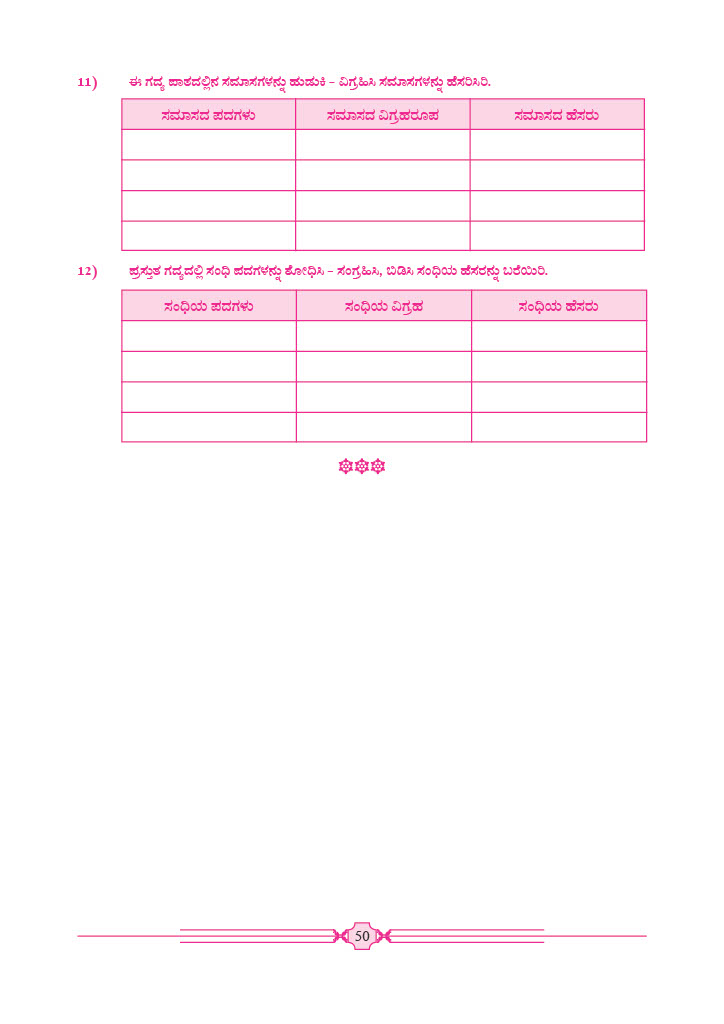 11) ಈ ಗದ್ಯ ಪಾಠದಲ್ಲಿನ ಸಮಾಸಗಳನ್ನು ಹುಡುಕಿ – ವಿಗ್ರಹಿಸಿ ಸಮಾಸಗಳನ್ನು ಹೆಸರಿಸಿರಿ.
ಸಮಾಸದ ಪದಗಳು ಸಮಾಸದ ವಿಗ್ರಹರೂಪ ಸಮಾಸದ ಹೆಸರು
12) ಪ್ರಸ್ತುತ ಗದ್ಯದಲ್ಲಿ ಸಂಧಿ ಪದಗಳನ್ನು ಶೋಧಿಸಿ – ಸಂಗ್ರಹಿಸಿ, ಬಿಡಿಸಿ ಸಂಧಿಯ ಹೆಸರನ್ನು ಬರೆಯಿರಿ.
ಸಂಧಿಯ ಪದಗಳು ಸಂಧಿಯ ವಿಗ್ರಹ ಸಂಧಿಯ ಹೆಸರು
50